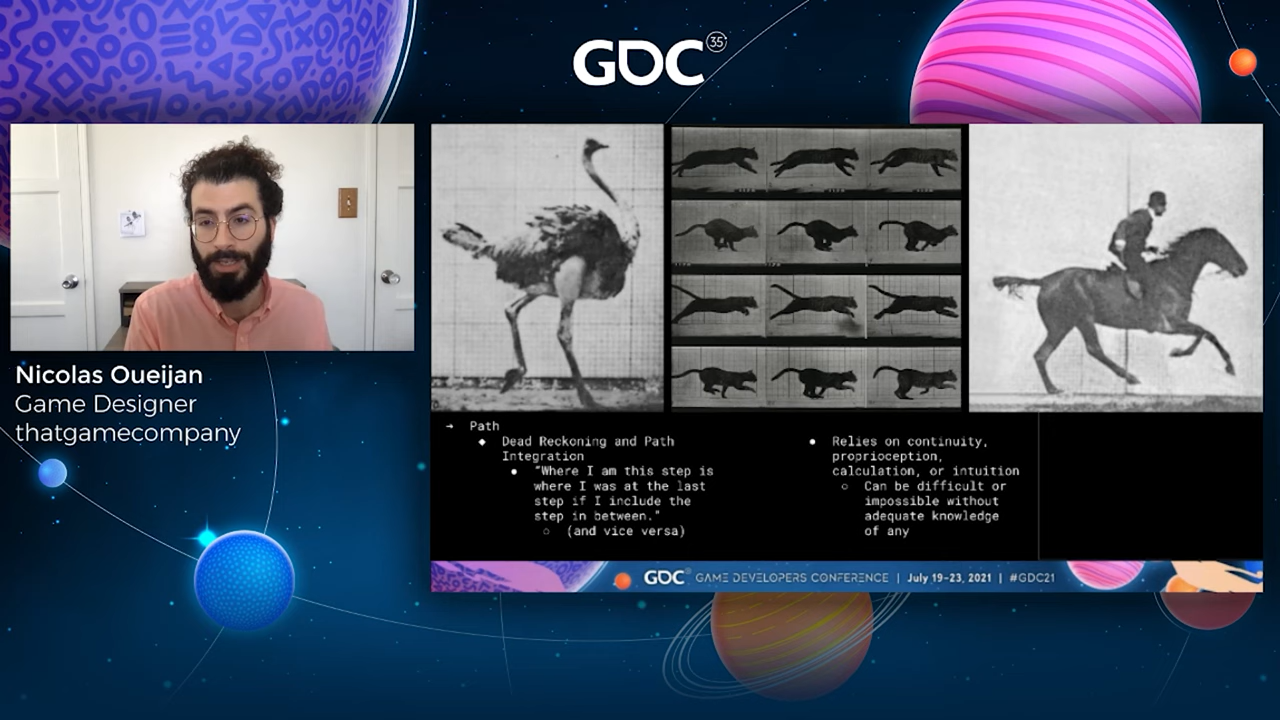 GDC 35
Nicolas Oueijan
Game Designer
thatgamecompany
→ Path
◆ Dead Reckoning and Path
Integration
● “Where I am this step is
where I was at the last
step if I include the
step in between.”
○ (and vice versa)
● Relies on continuity,
proprioception,
calculation, or intuition
○ Can be difficult or
impossible without
adequate knowledge
of any
GDC GAME DEVELOPERS CONFERENCE | July 19-23, 2021 | #GDC21